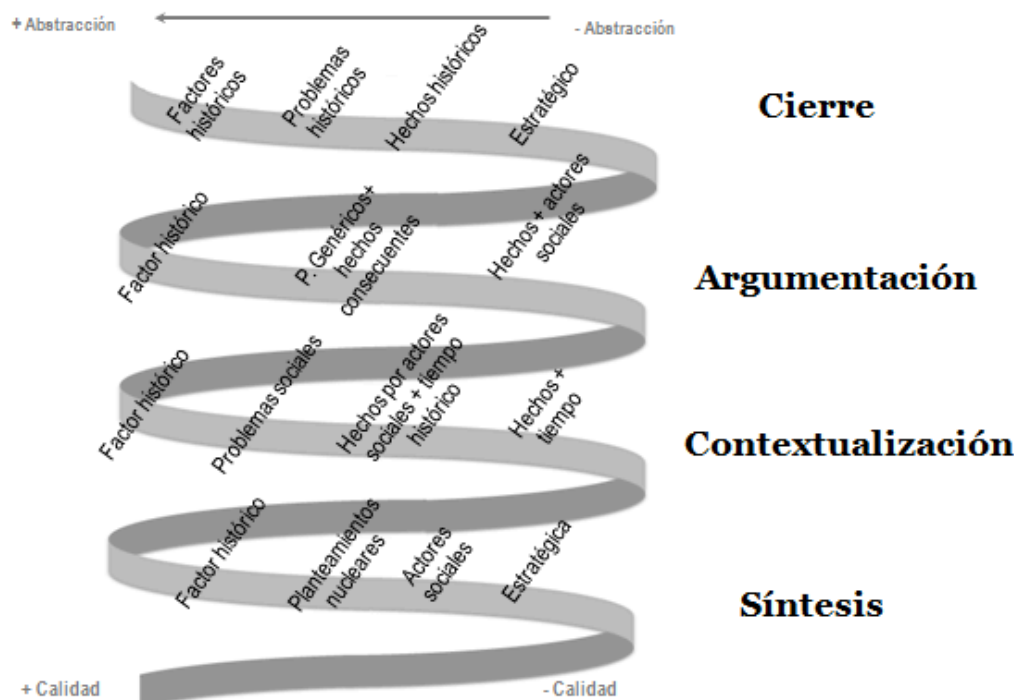 + Abstracción
- Abstracción
Factores
históricos
Problemas
históricos
Hechos históricos
Estratégico
Cierre
Factor histórico
P. Genéricos+
hechos
consecuentes
Hechos + actores
sociales
Argumentación
Factor histórico
Problemas sociales
Hechos por actores
sociales + tiempo
histórico
Hechos +
tiempo
Contextualización
Factor histórico
Planteamientos
nucleares
Actores
sociales
Estratégica
Síntesis
+ Calidad
- Calidad